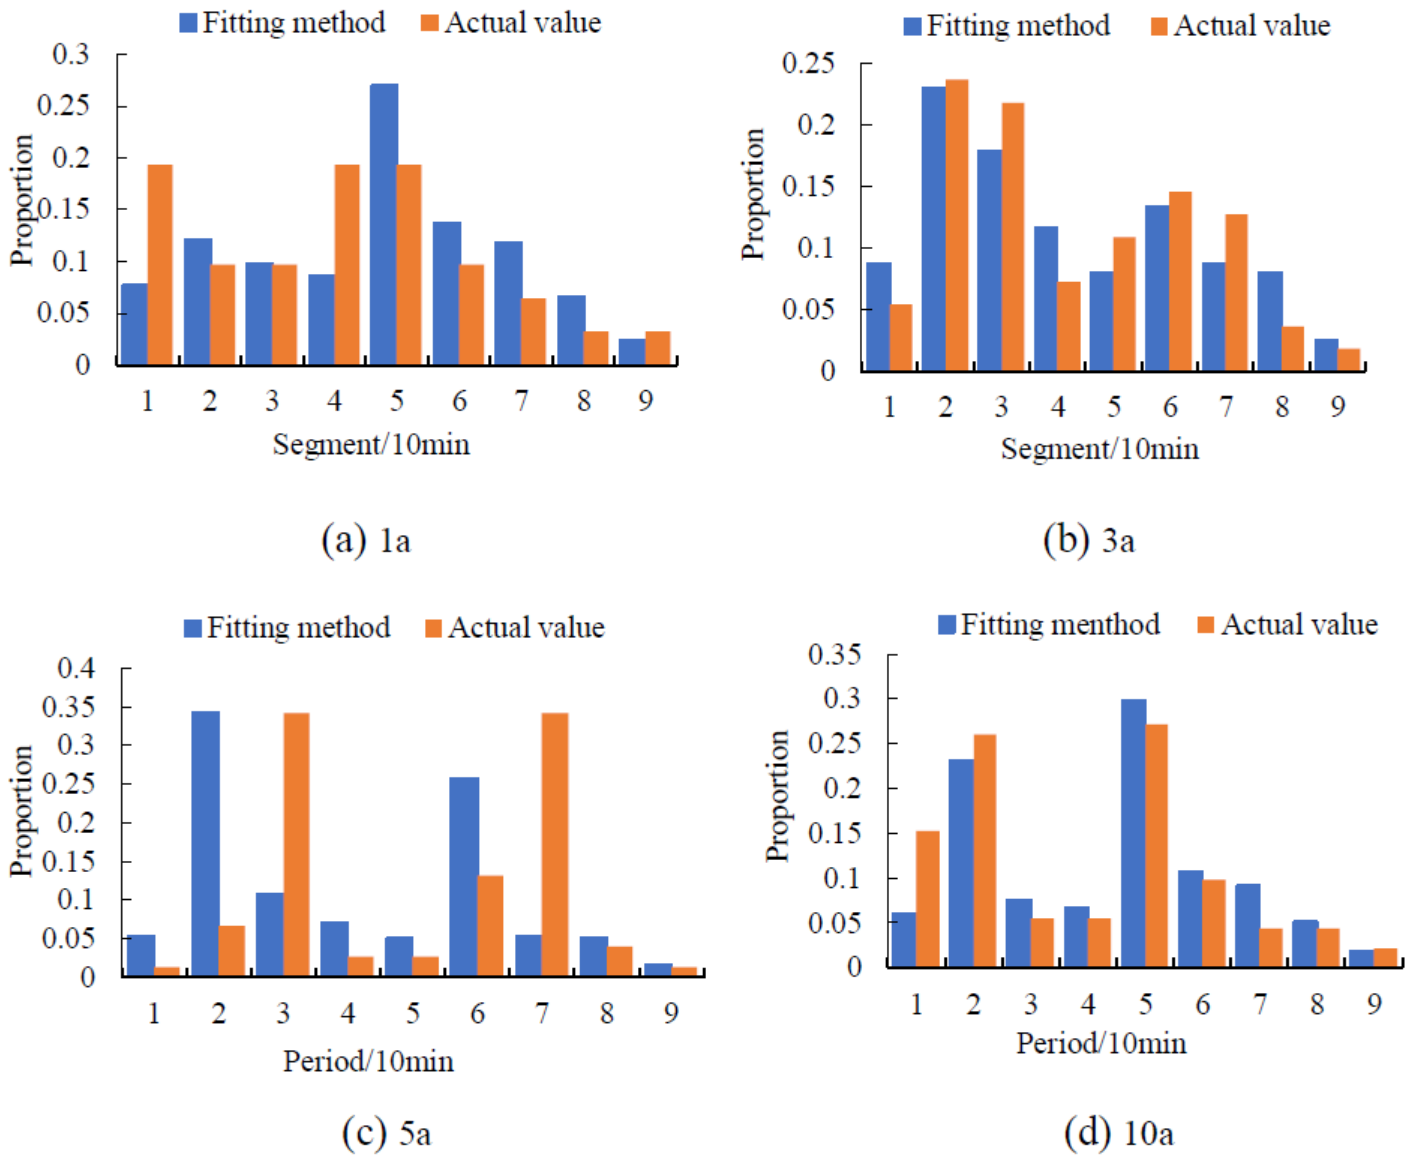 Fitting method Actual value
0.3
0.25
0.2
0.15
0.1
0.05
0
Proportion
1 2 3 4 5 6 7 8 9
Segment/10min
(a) 1a
Fitting method Actual value
0.25
0.2
0.15
0.1
0.05
0
Proportion
1 2 3 4 5 6 7 8 9
Segment/10min
(b) 3a
Fitting method Actual value
0.4
0.35
0.3
0.25
0.2
0.15
0.1
0.05
0
Proportion
1 2 3 4 5 6 7 8 9
Period/10min
(c) 5a
Fitting menthod Actual value
0.35
0.3
0.25
0.2
0.15
0.1
0.05
0
Proportion
1 2 3 4 5 6 7 8 9
Period/10min
(d) 10a